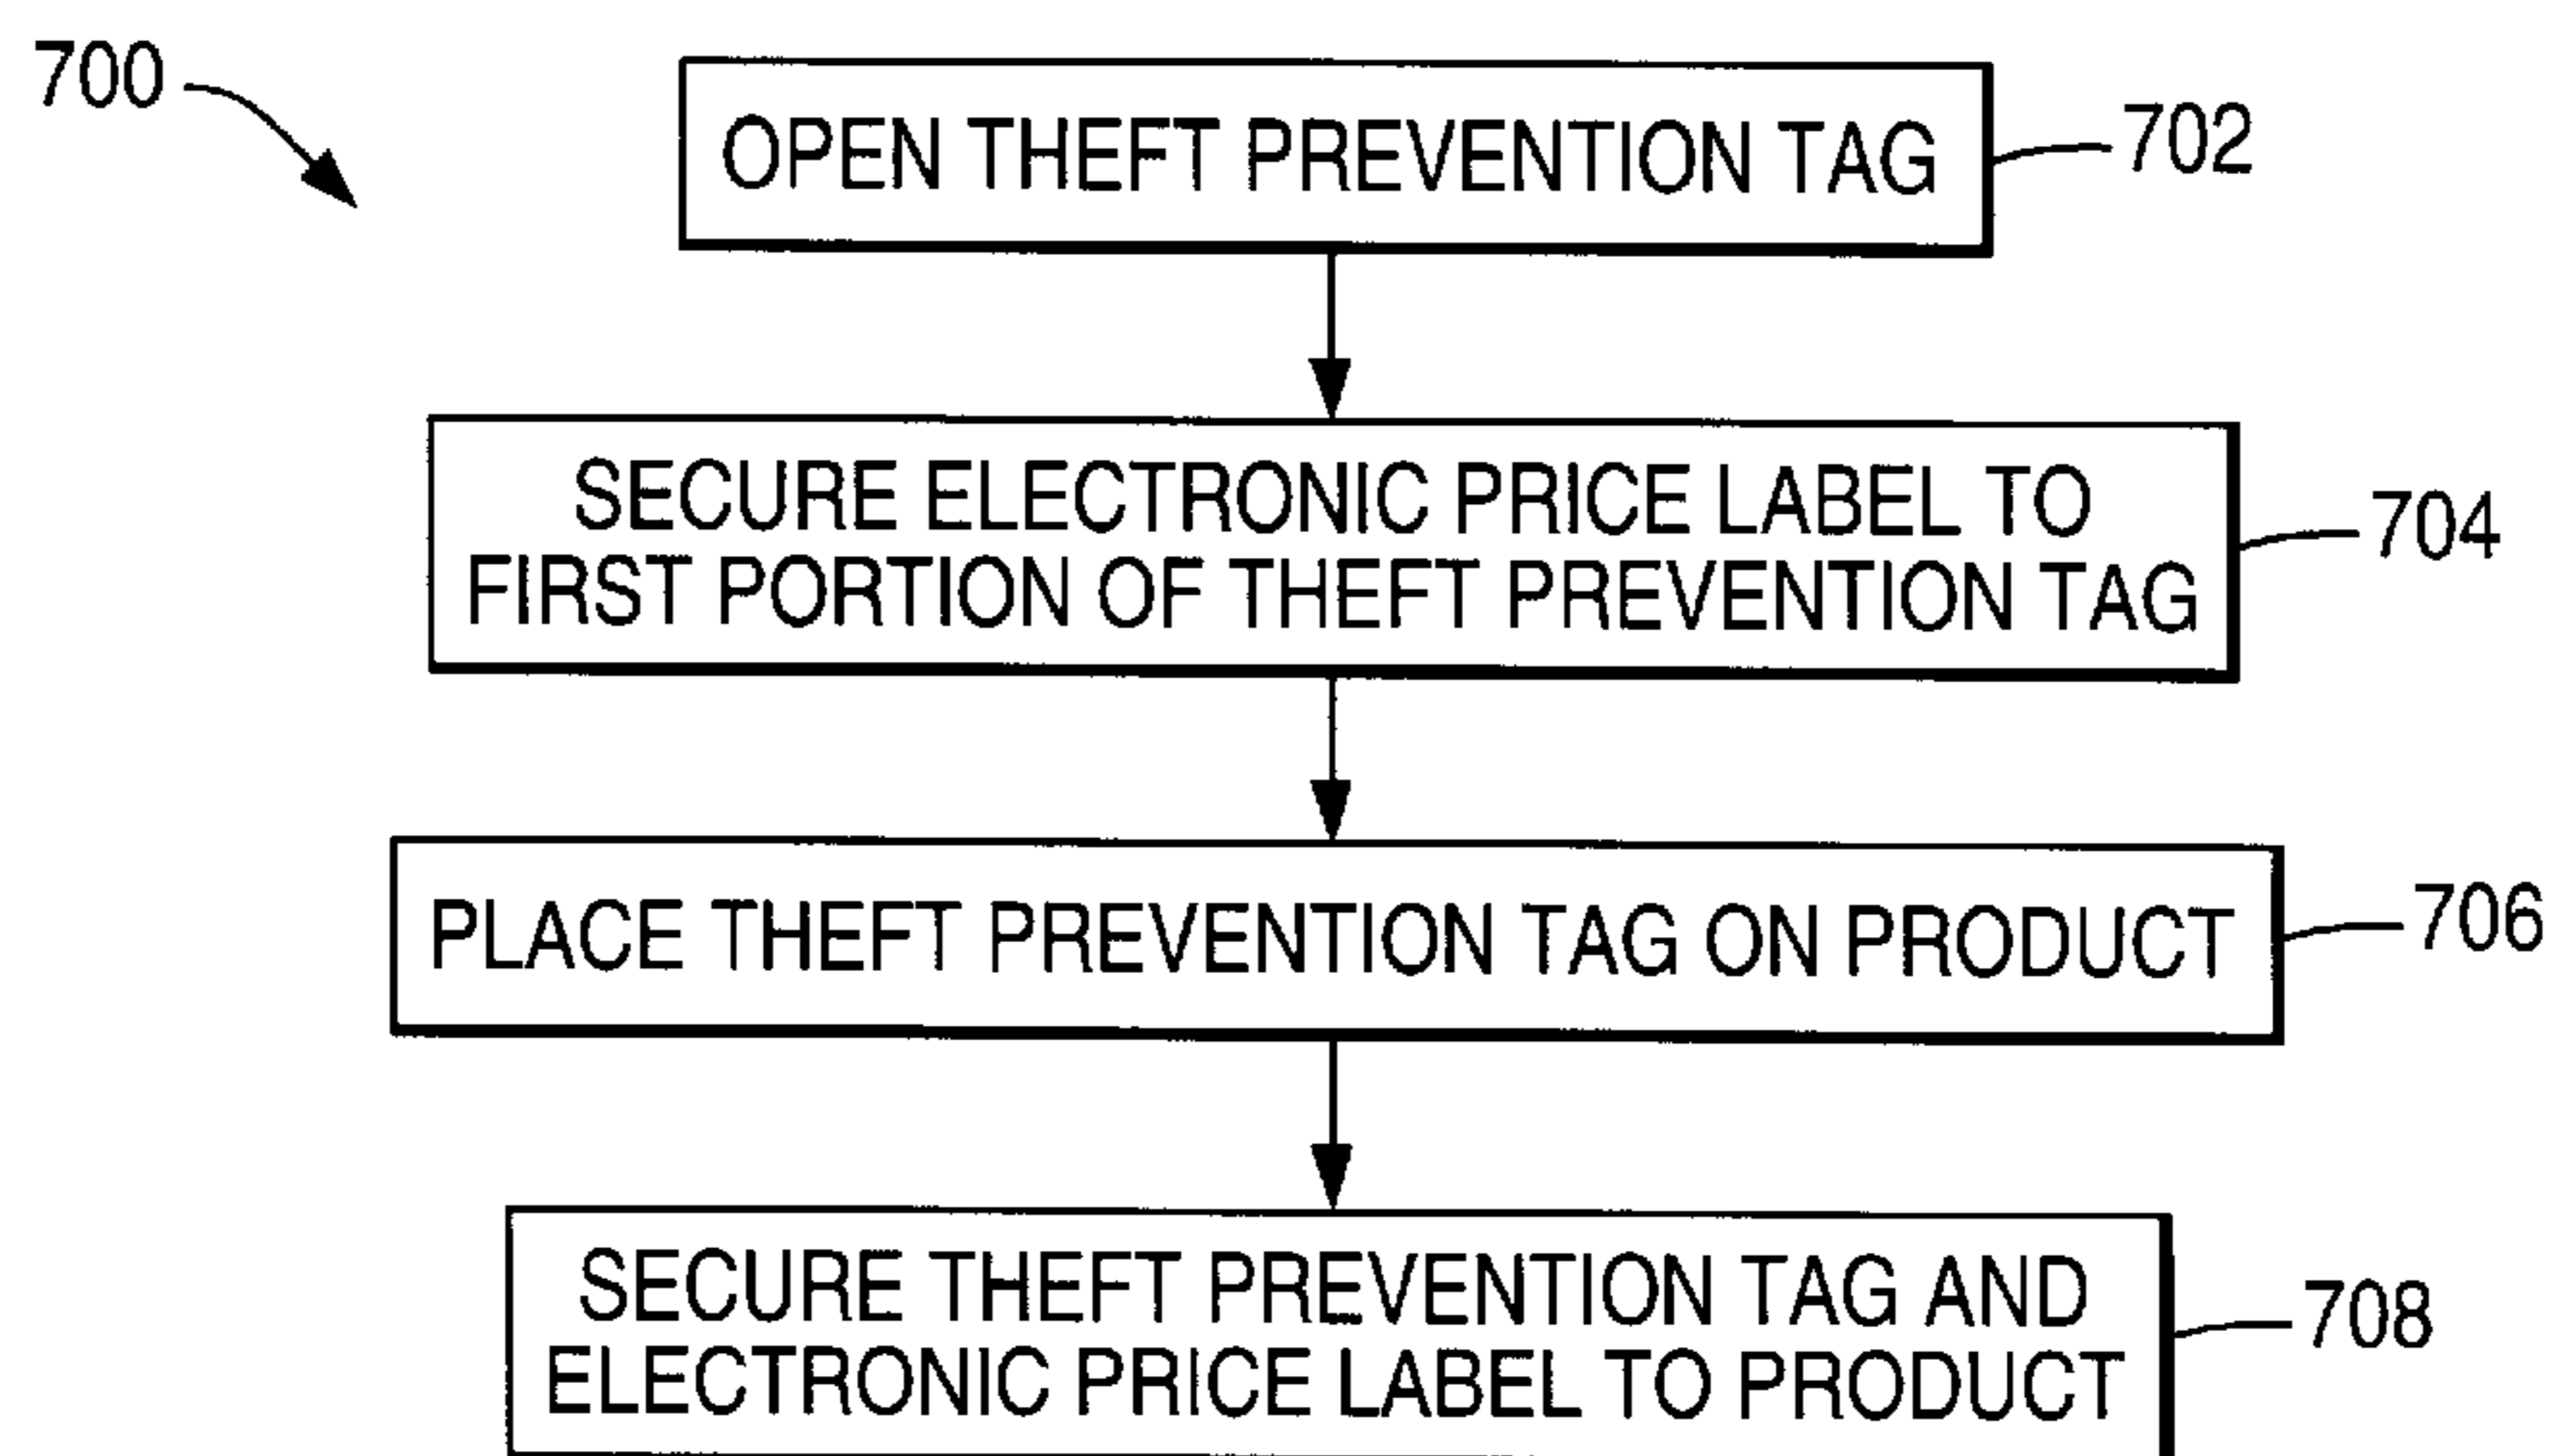 700
OPEN THEFT PREVENTION TAG
702
SECURE ELECTRONIC PRICE LABEL TO
FIRST PORTION OF THEFT PREVENTION TAG
704
PLACE THEFT PREVENTION TAG ON PRODUCT
706
SECURE THEFT PREVENTION TAG AND
ELECTRONIC PRICE LABEL TO PRODUCT
708